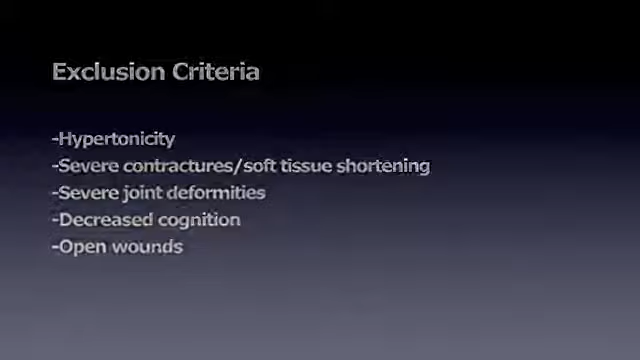 Exclusion Criteria
-Hypertonicity
-Severe contractures/soft tissue shortening
-Severe joint deformities
-Decreased cognition
-Open wounds